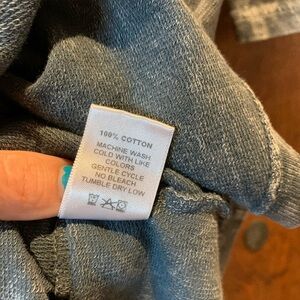 100% COTTON
MACHINE WASH
COLD WITH LIKE
COLORS
GENTLE CYCLE
NO BLEACH
TUMBLE DRY LOW